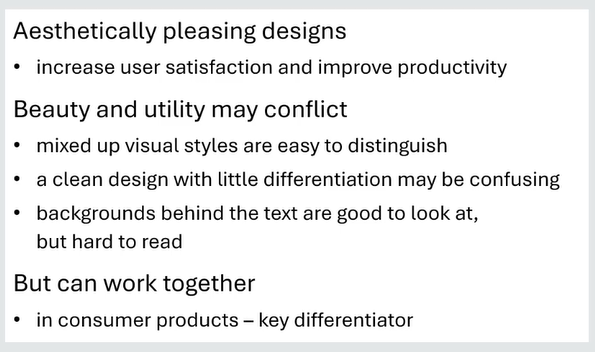 Aesthetically pleasing designs
• increase user satisfaction and improve productivity
Beauty and utility may conflict
• mixed up visual styles are easy to distinguish
• a clean design with little differentiation may be confusing
• backgrounds behind the text are good to look at,
but hard to read
But can work together
• in consumer products – key differentiator